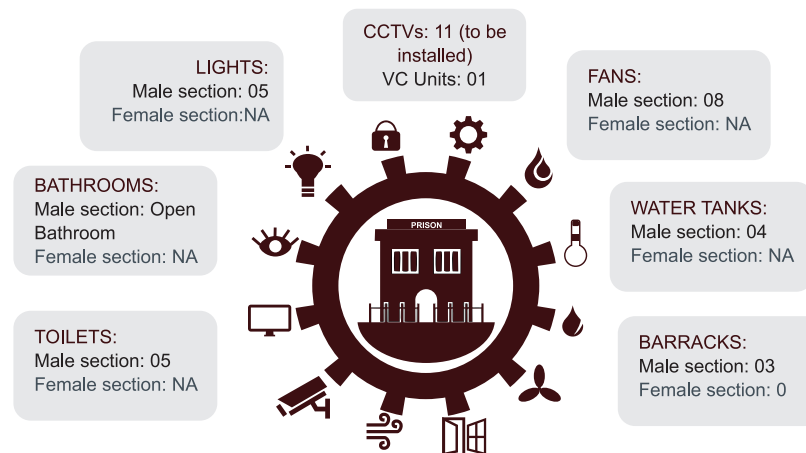 CCTVs: 11 (to be
installed)
VC Units: 01
LIGHTS:
Male section: 05
Female section:NA
FANS:
Male section: 08
Female section: NA
BATHROOMS:
Male section: Open
Bathroom
Female section: NA
WATER TANKS:
Male section: 04
Female section: NA
PRISON
TOILETS:
Male section: 05
Female section: NA
BARRACKS:
Male section: 03
Female section: 0